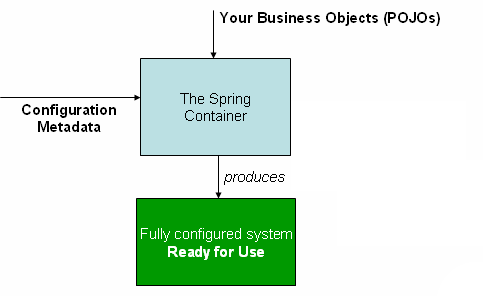 Your Business Objects (POJOs)
The Spring
Container
Configuration
Metadata
produces
Fully configured system
Ready for Use